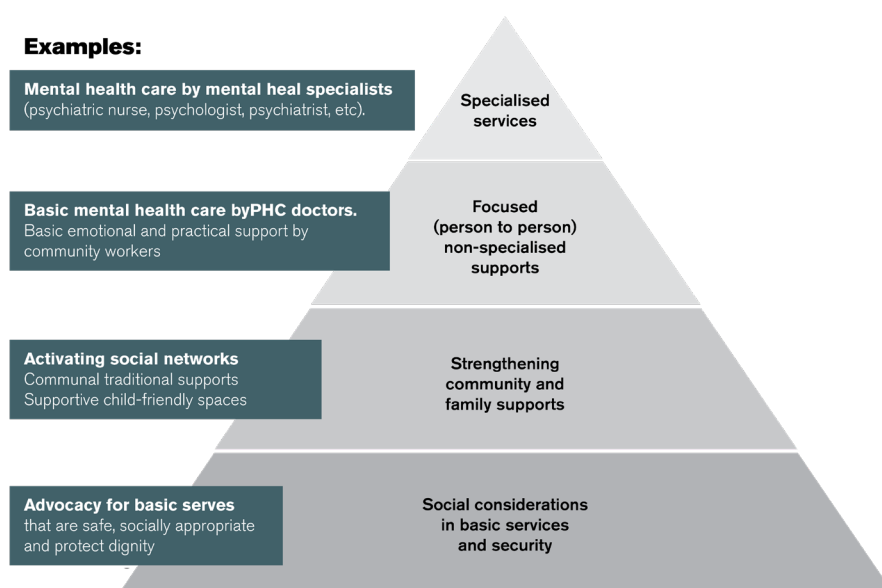 Examples:
Mental health care by mental heal specialists
(psychiatric nurse, psychologist, psychiatrist, etc).
Specialised
services
Basic mental health care byPHC doctors.
Basic emotional and practical support by
community workers
Focused
(person to person)
non-specialised
supports
Activating social networks
Communal traditional supports
Supportive child-friendly spaces
Strengthening
community and
family supports
Advocacy for basic serves
that are safe, socially appropriate
and protect dignity
Social considerations
in basic services
and security